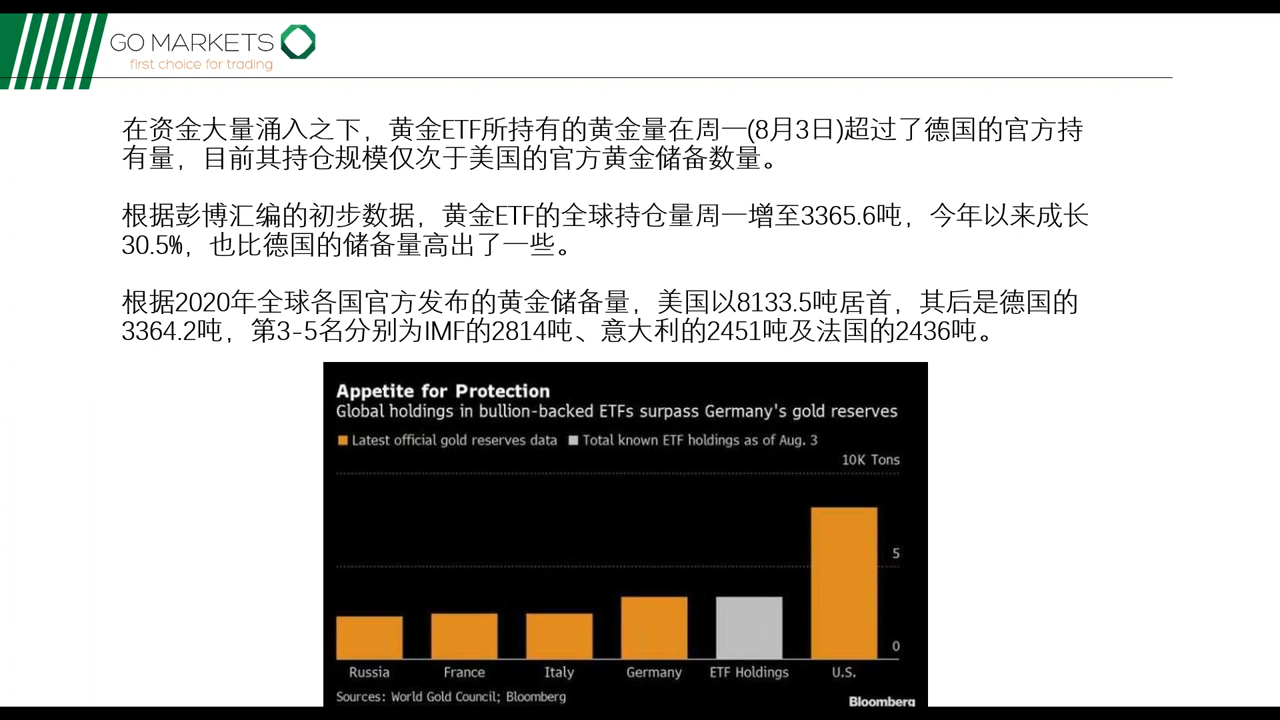 GO MARKETS
first choice for trading
在资金大量涌入之下，黄金ETF所持有的黄金量在周一(8月3日)超过了德国的官方持
有量，目前其持仓规模仅次于美国的官方黄金储备数量。
根据彭博汇编的初步数据，黄金ETF的全球持仓量周一增至3365.6吨，今年以来成长
30.5%，也比德国的储备量高出了一些。
根据2020年全球各国官方发布的黄金储备量，美国以8133.5吨居首，其后是德国的
3364.2吨，第3-5名分别为IMF的2814吨、意大利的2451吨及法国的2436吨。
Appetite for Protection
Global holdings in bullion-backed ETFs surpass Germany's gold reserves
Latest official gold reserves data Total known ETF holdings as of Aug. 3
10K Tons
5
0
Russia France Italy Germany ETF Holdings U.S.
Sources: World Gold Council; Bloomberg
Bloomberg